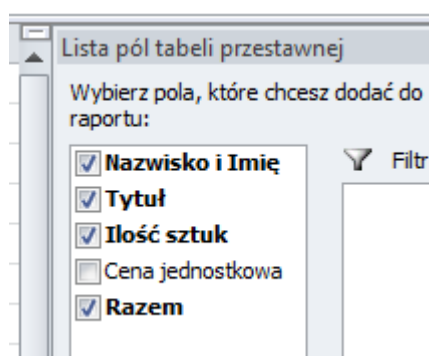 Lista pól tabeli przestawnej
Wybierz pola, które chcesz dodać do
raportu:
Nazwisko i Imię
Filtr
Tytuł
Ilość sztuk
Cena jednostkowa
Razem